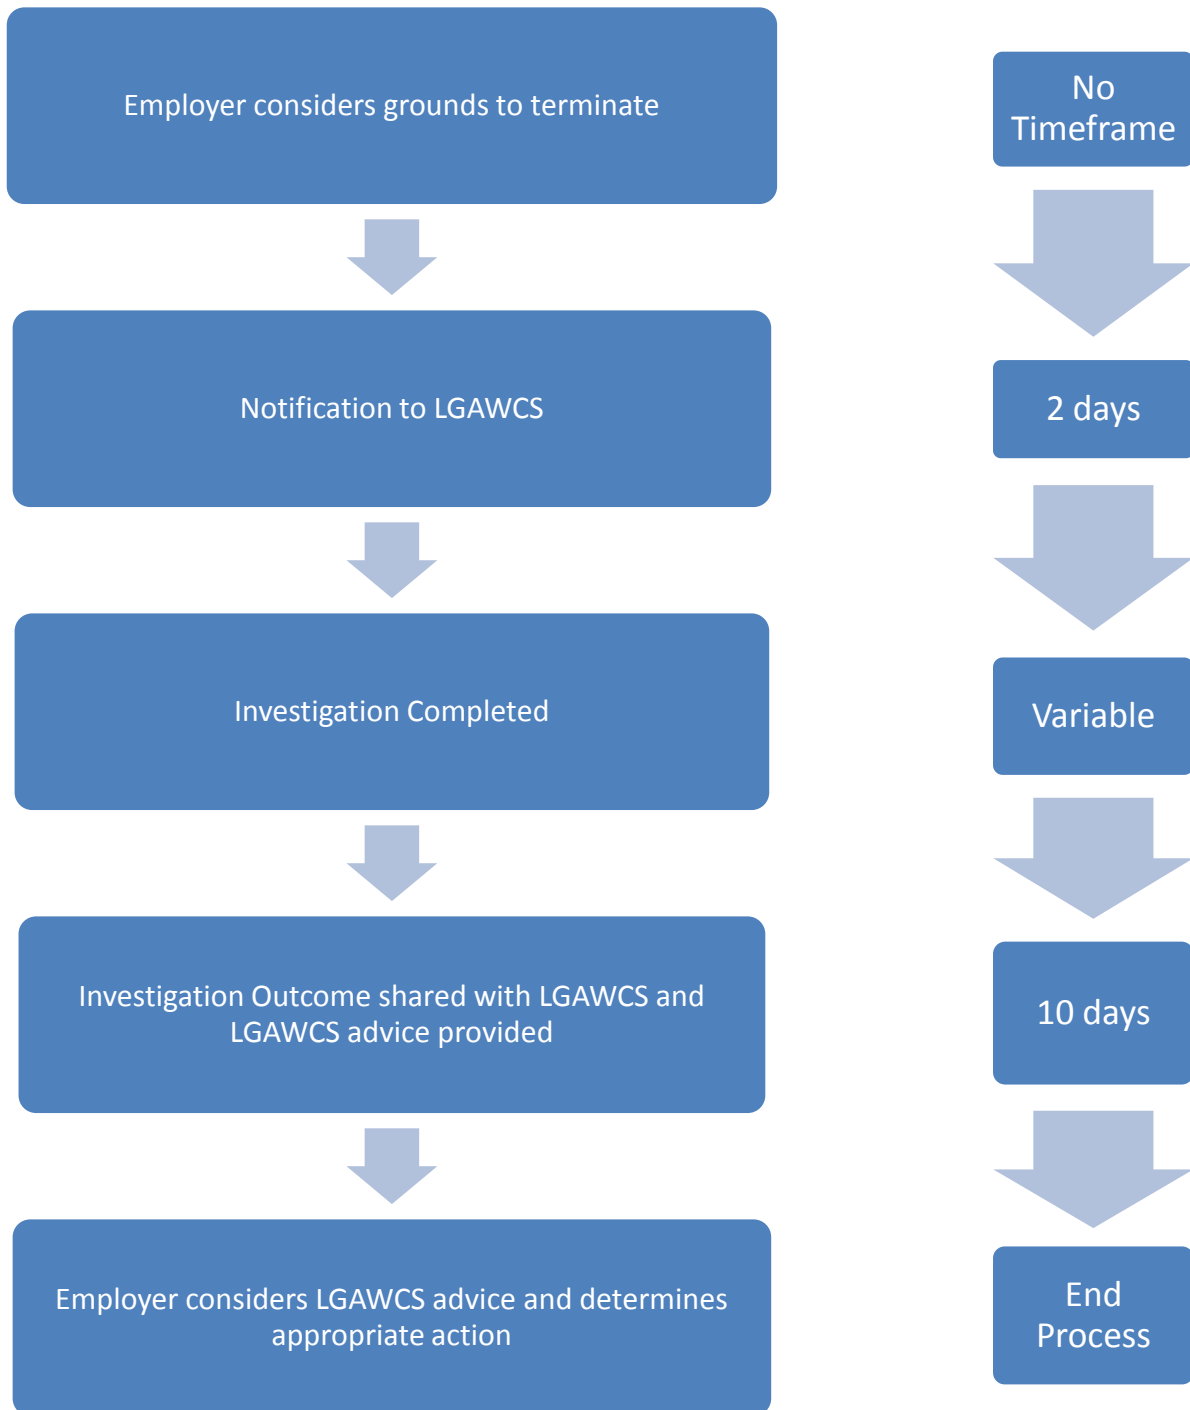 Employer considers grounds to terminate
No
Timeframe
Notification to LGAWCS
2 days
Investigation Completed
Variable
Investigation Outcome shared with LGAWCS and
LGAWCS advice provided
10 days
Employer considers LGAWCS advice and determines
appropriate action
End
Process